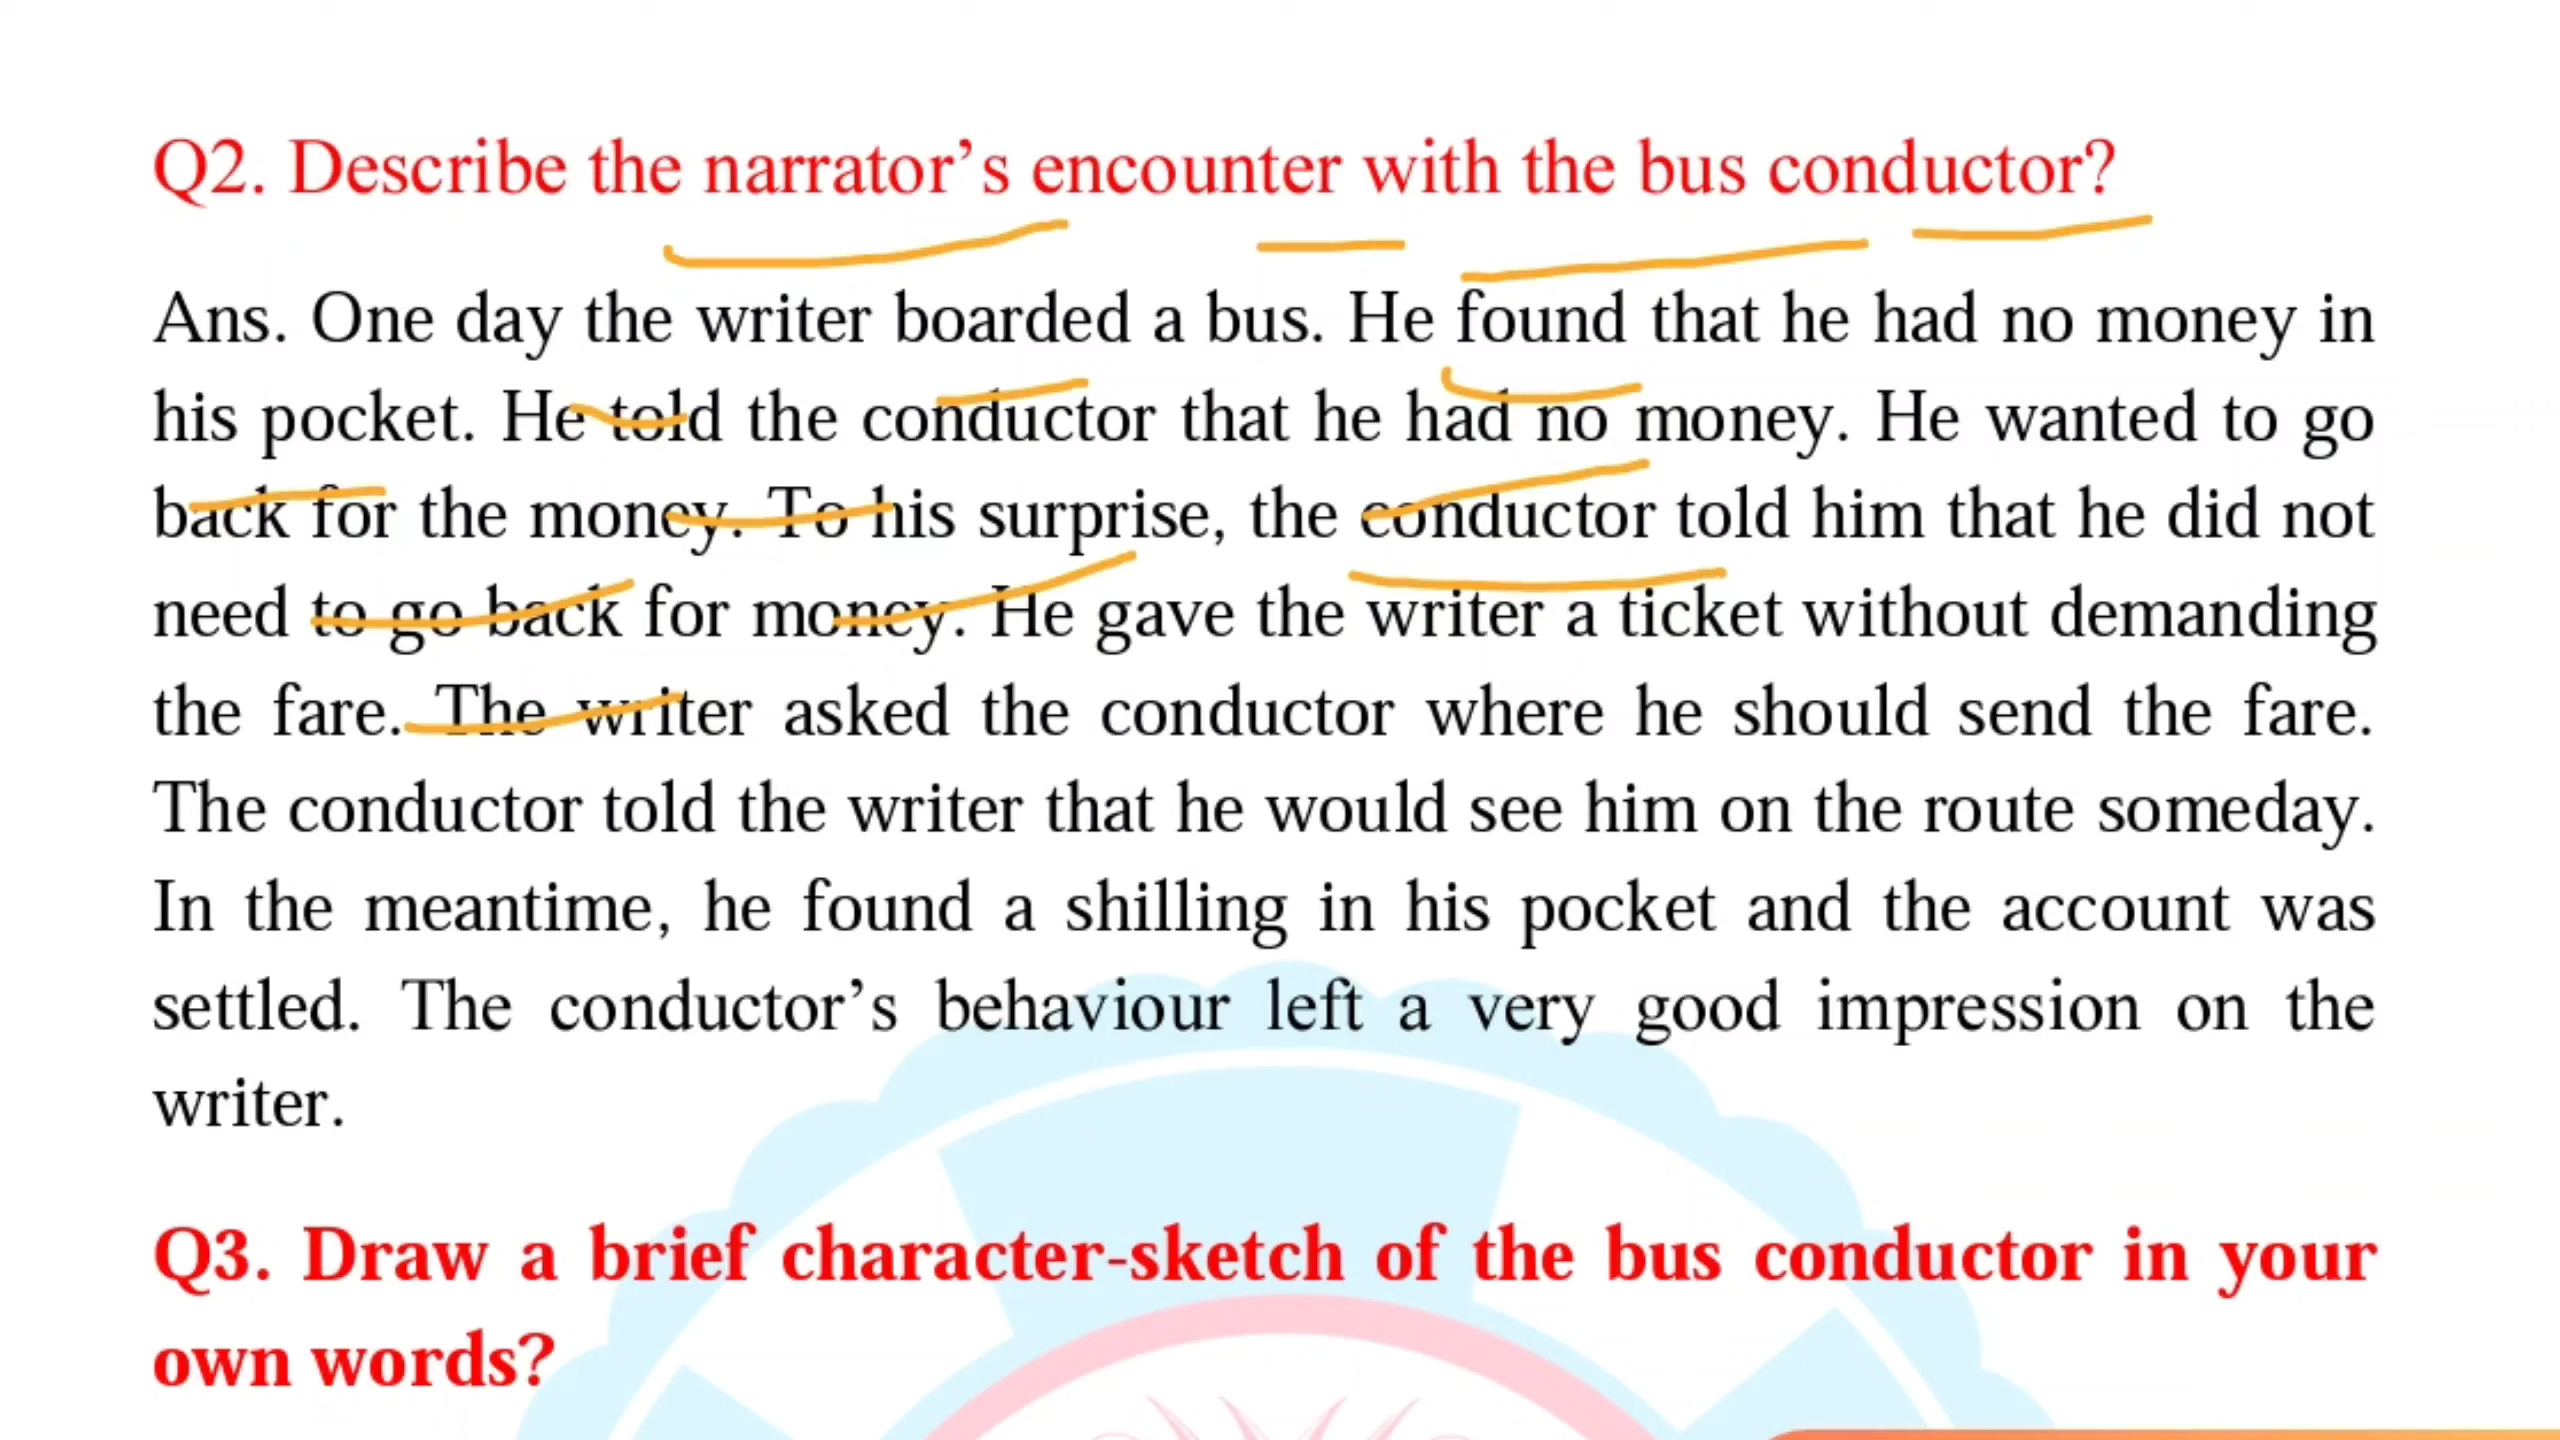 Q2. Describe the narrator’s encounter with the bus conductor?
Ans. One day the writer boarded a bus. He found that he had no money in
his pocket. He told the conductor that he had no money. He wanted to go
back for the money. To his surprise, the conductor told him that he did not
need to go back for money. He gave the writer a ticket without demanding
the fare. The writer asked the conductor where he should send the fare.
The conductor told the writer that he would see him on the route someday.
In the meantime, he found a shilling in his pocket and the account was
settled. The conductor’s behaviour left a very good impression on the
writer.
Q3. Draw a brief character-sketch of the bus conductor in your
own words?